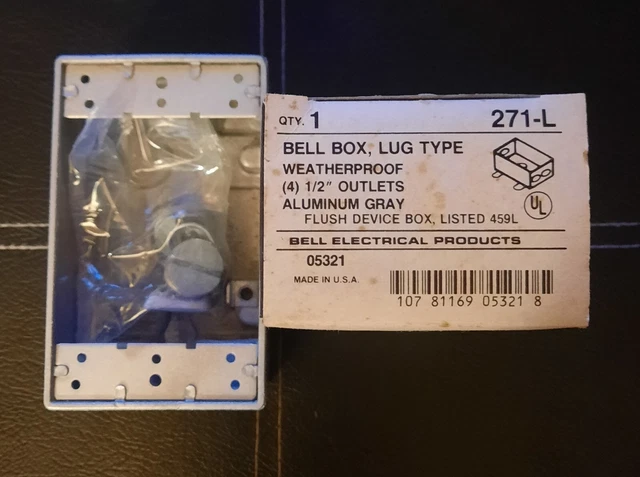 QTY. 1 271-L
BELL BOX, LUG TYPE
WEATHERPROOF
(4) 1/2" OUTLETS
ALUMINUM GRAY
UL
FLUSH DEVICE BOX, LISTED 459L
BELL ELECTRICAL PRODUCTS
05321
MADE IN U.S.A.
107 81169 05321 8